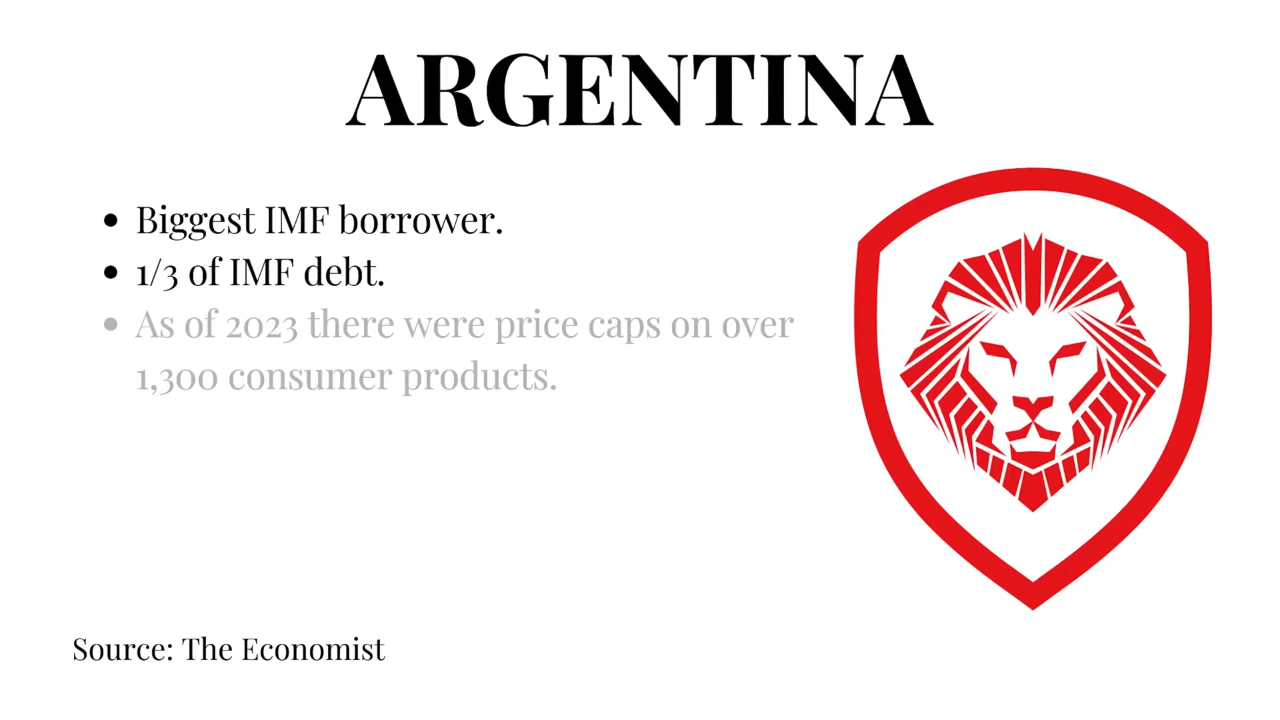 ARGENTINA
• Biggest IMF borrower.
• 1/3 of IMF debt.
• As of 2023 there were price caps on over
1,300 consumer products.
Source: The Economist